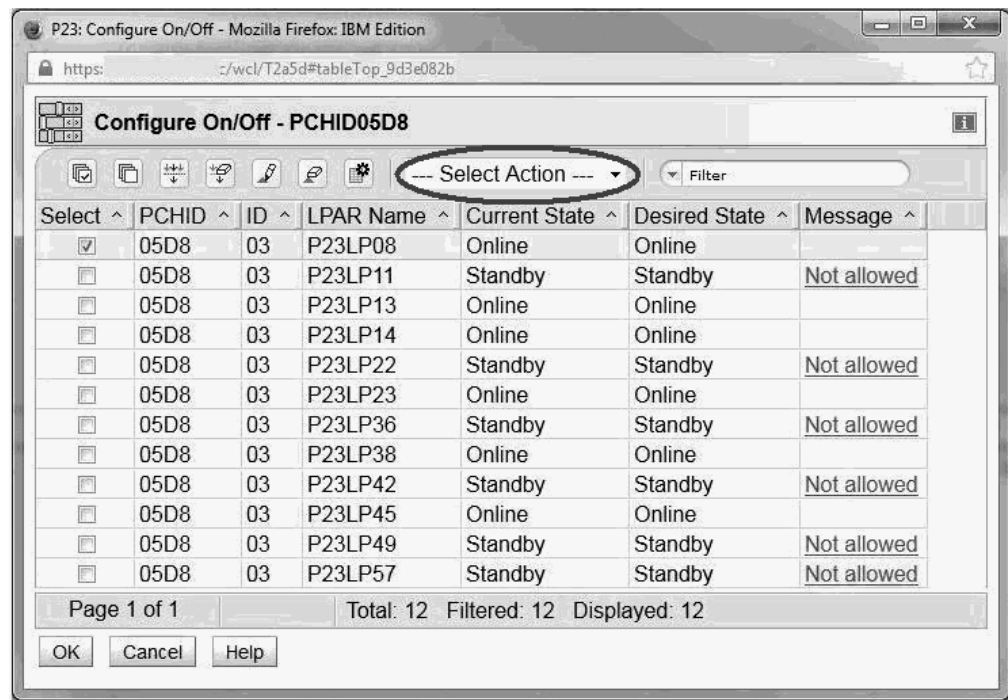 P23: Configure On/Off - Mozilla Firefox: IBM Edition
https: :/wcl/T2a5d#tableTop_9d3e082b
Configure On/Off - PCHID05D8
--- Select Action --- Filter
Select PCHID ID LPAR Name Current State Desired State Message
05D8 03 P23LP08 Online Online
05D8 03 P23LP11 Standby Standby Not allowed
05D8 03 P23LP13 Online Online
05D8 03 P23LP14 Online Online
05D8 03 P23LP22 Standby Standby Not allowed
05D8 03 P23LP23 Online Online
05D8 03 P23LP36 Standby Standby Not allowed
05D8 03 P23LP38 Online Online
05D8 03 P23LP42 Standby Standby Not allowed
05D8 03 P23LP45 Online Online
05D8 03 P23LP49 Standby Standby Not allowed
05D8 03 P23LP57 Standby Standby Not allowed
Page 1 of 1 Total: 12 Filtered: 12 Displayed: 12
OK Cancel Help